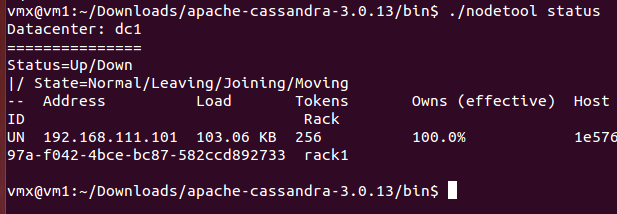 vmx@vm1:~/Downloads/apache-cassandra-3.0.13/bin$ ./nodetool status
Datacenter: dc1
===============
Status=Up/Down
|/ State=Normal/Leaving/Joining/Moving
--  Address          Load       Tokens       Owns (effective)  Host
ID                               Rack
UN  192.168.111.101  103.06 KB  256          100.0%            1e576
97a-f042-4bce-bc87-582ccd892733  rack1

vmx@vm1:~/Downloads/apache-cassandra-3.0.13/bin$